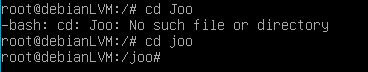 root@debianLVM:/# cd Joo
-bash: cd: Joo: No such file or directory
root@debianLVM:/# cd joo
root@debianLVM:/joo#